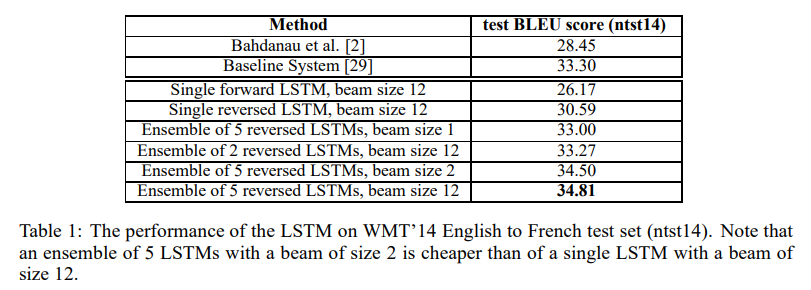 Method test BLEU score (ntst14)
Bahdanau et al. [2] 28.45
Baseline System [29] 33.30
Single forward LSTM, beam size 12 26.17
Single reversed LSTM, beam size 12 30.59
Ensemble of 5 reversed LSTMs, beam size 1 33.00
Ensemble of 2 reversed LSTMs, beam size 12 33.27
Ensemble of 5 reversed LSTMs, beam size 2 34.50
Ensemble of 5 reversed LSTMs, beam size 12 34.81
Table 1: The performance of the LSTM on WMT’14 English to French test set (ntst14). Note that
an ensemble of 5 LSTMs with a beam of size 2 is cheaper than of a single LSTM with a beam of
size 12.